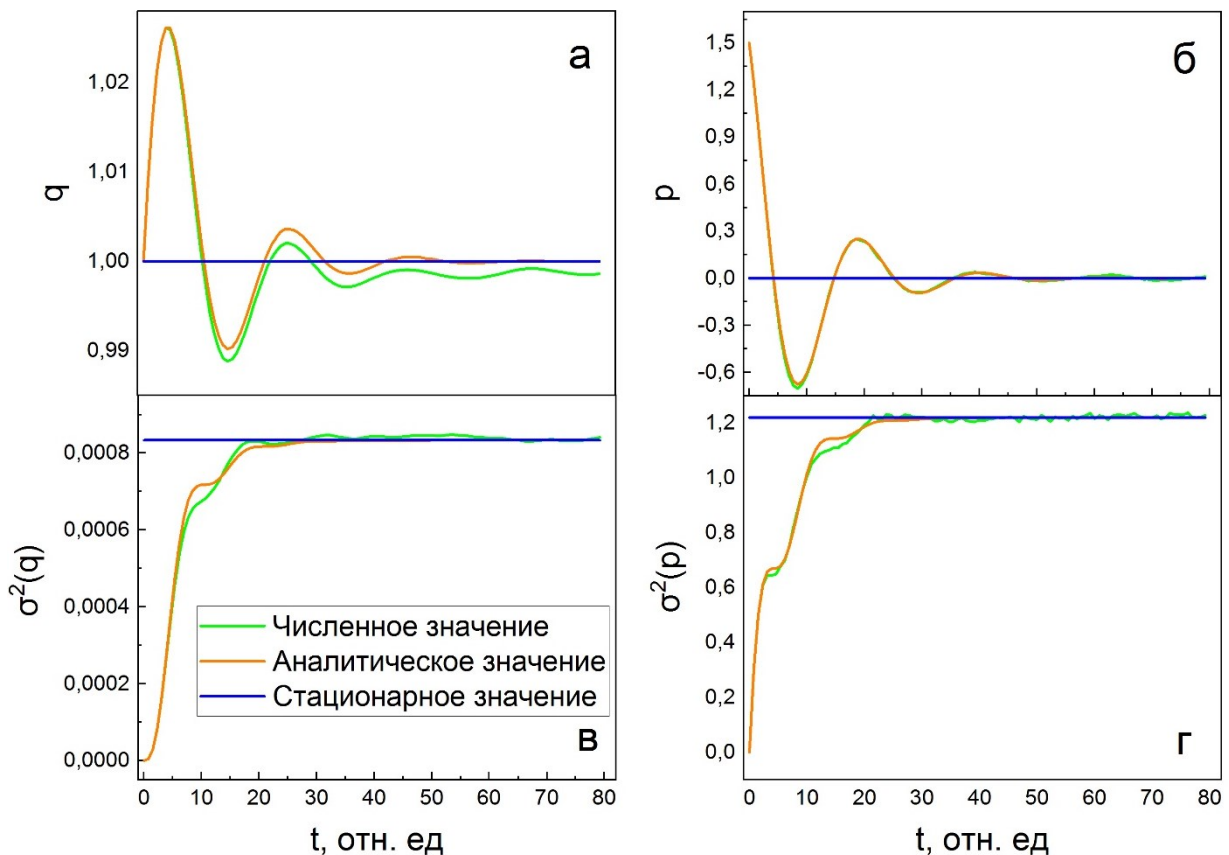 а
1,02
1,01
1,00
0,99
q
б
1,5
1,2
0,9
0,6
0,3
0,0
-0,3
-0,6
p
0,0008
0,0006
0,0004
0,0002
0,0000
σ²(q)
Численное значение
Аналитическое значение
Стационарное значение
в
0 10 20 30 40 50 60 70 80
t, отн. ед
1,2
1,0
0,8
0,6
0,4
0,2
0,0
σ²(p)
г
0 10 20 30 40 50 60 70 80
t, отн. ед